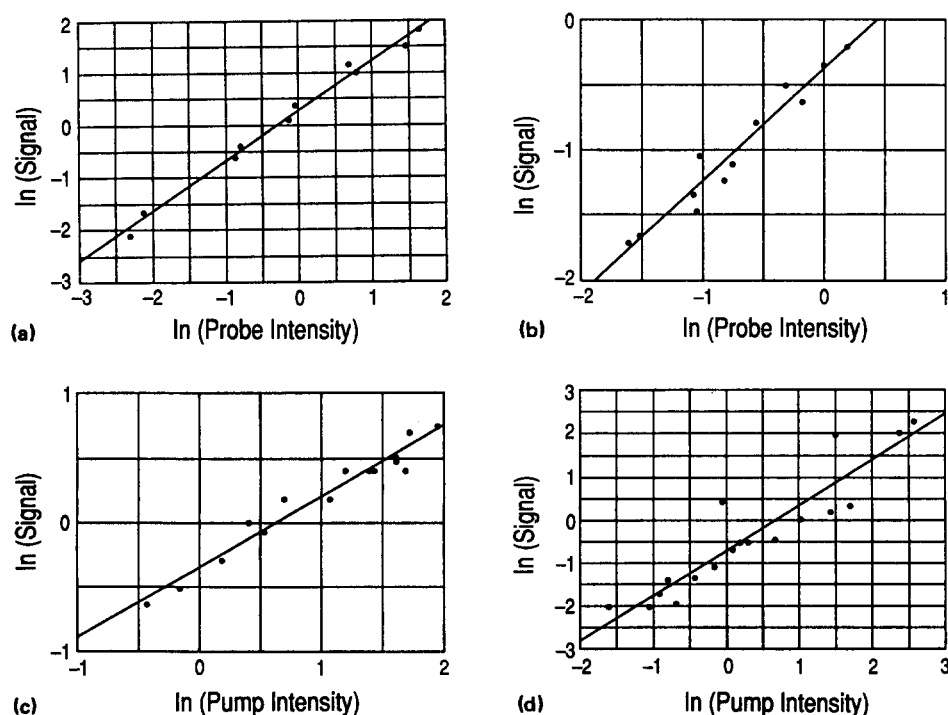 2
1
0
−1
−2
−3
ln (Signal)
−3 −2 −1 0 1 2
(a) ln (Probe Intensity)
0
−1
−2
ln (Signal)
−1 0 1
(b) ln (Probe Intensity)
1
0
−1
ln (Signal)
−1 0 1 2
(c) ln (Pump Intensity)
3
2
1
0
−1
−2
−3
ln (Signal)
−2 −1 0 1 2 3
(d) ln (Pump Intensity)